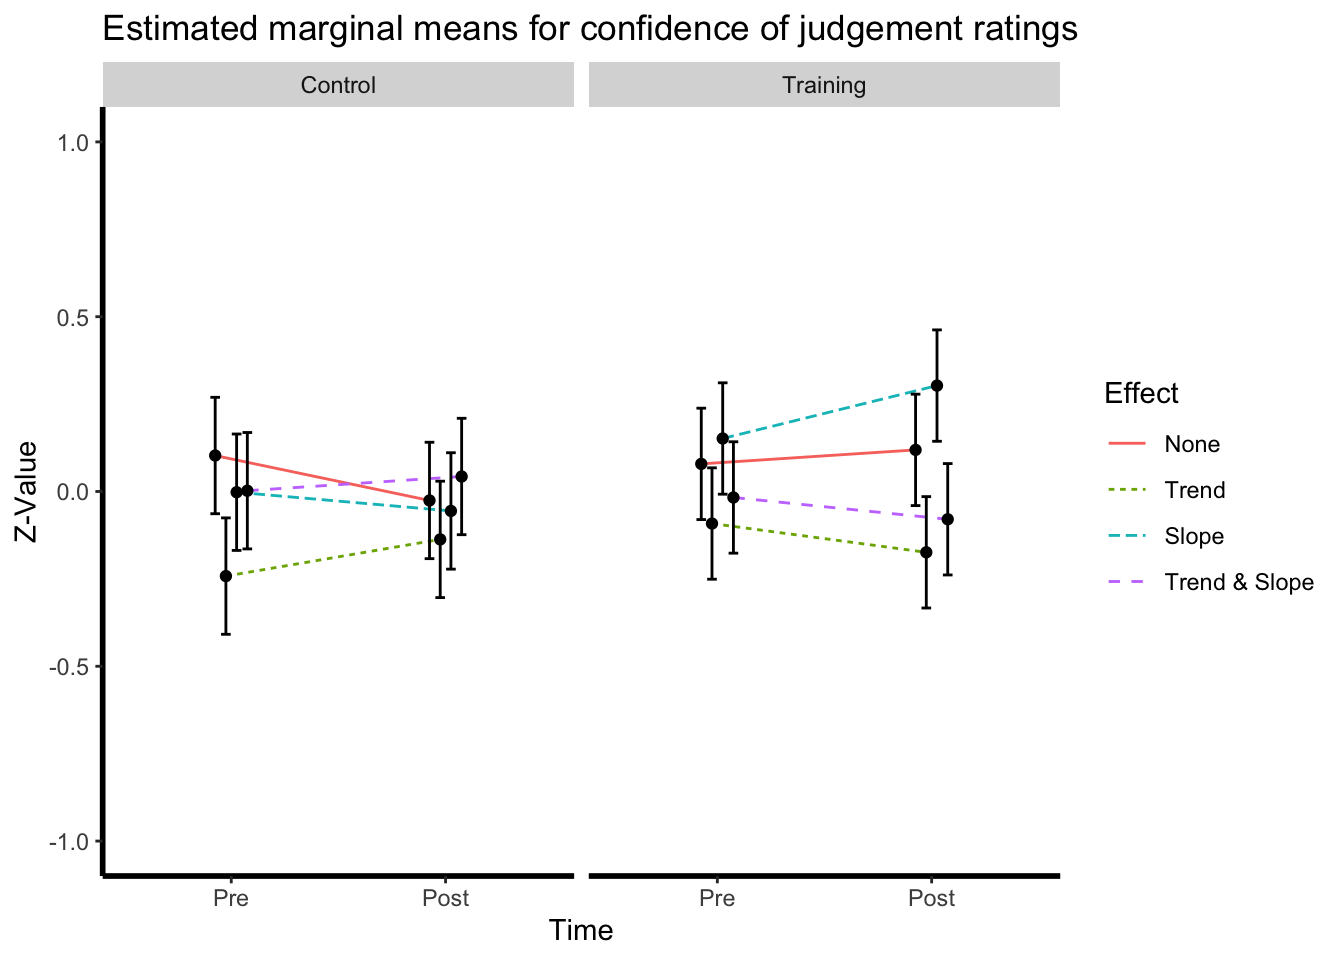 Estimated marginal means for confidence of judgement ratings
Control
Training
1.0
0.5
0.0
-0.5
-1.0
Z-Value
Pre
Post
Pre
Post
Time
Effect
None
Trend
Slope
Trend & Slope